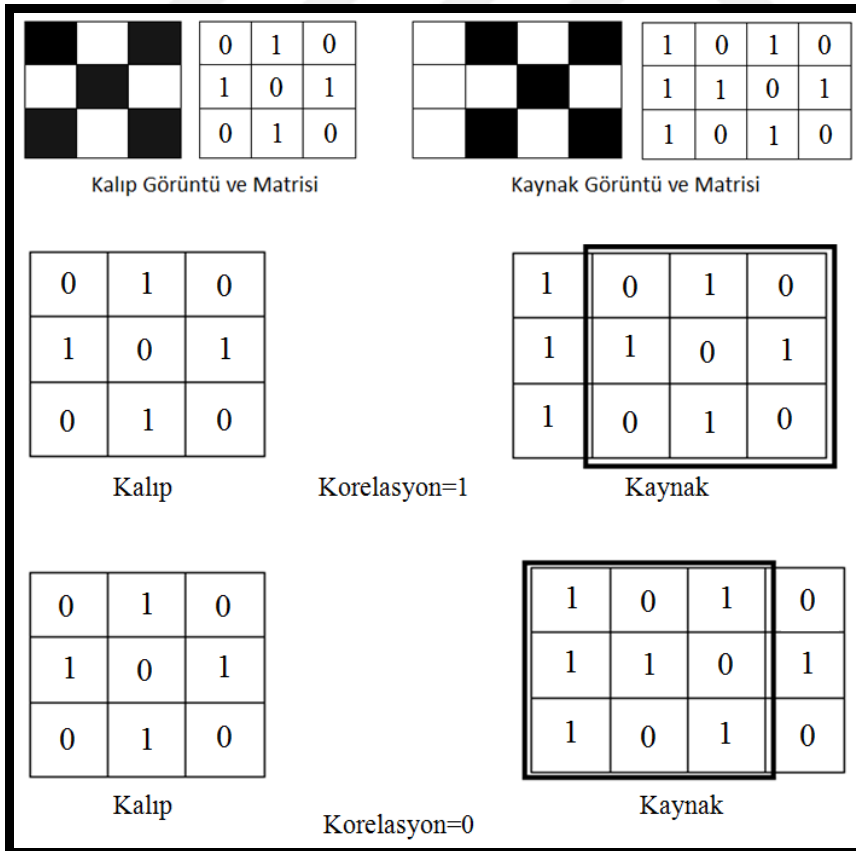 0 1 0 1 0 1 0
1 0 1 1 1 0 1
0 1 0 1 0 1 0
Kalıp Görüntü ve Matrisi Kaynak Görüntü ve Matrisi
0 1 0 1 0 1 0
1 0 1 1 1 0 1
0 1 0 1 0 1 0
Kalıp Korelasyon=1 Kaynak
0 1 0 1 0 1 0
1 0 1 1 1 0 1
0 1 0 1 0 1 0
Kalıp Kaynak
Korelasyon=0